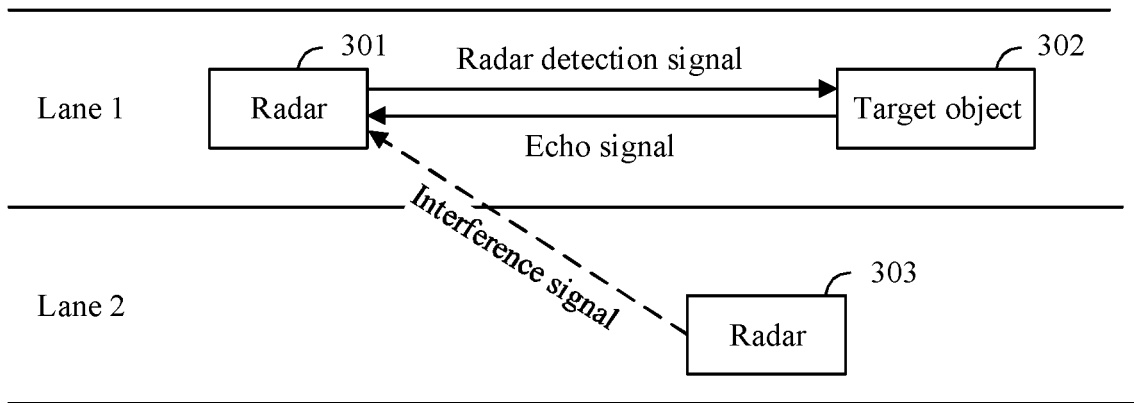 301
302
Radar detection signal
Lane 1
Radar
Target object
Echo signal
Interference signal
303
Lane 2
Radar